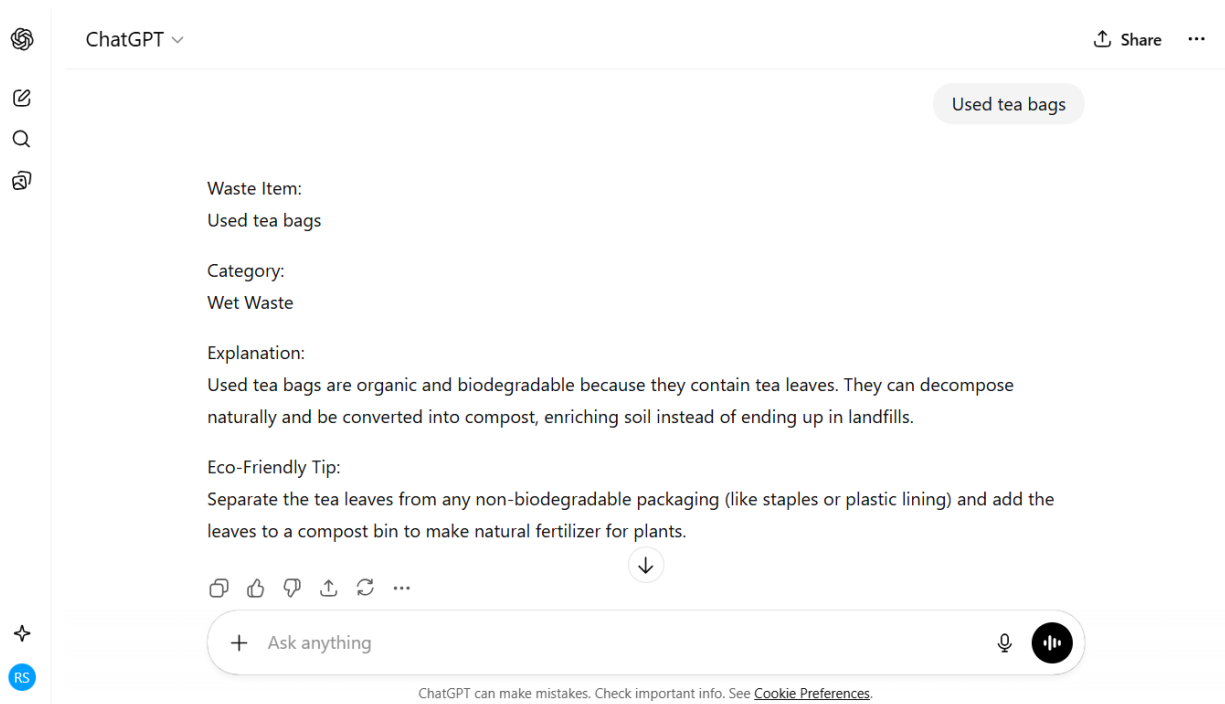 ChatGPT
Share
Used tea bags
Waste Item:
Used tea bags
Category:
Wet Waste
Explanation:
Used tea bags are organic and biodegradable because they contain tea leaves. They can decompose
naturally and be converted into compost, enriching soil instead of ending up in landfills.
Eco-Friendly Tip:
Separate the tea leaves from any non-biodegradable packaging (like staples or plastic lining) and add the
leaves to a compost bin to make natural fertilizer for plants.
Ask anything
RS
ChatGPT can make mistakes. Check important info. See Cookie Preferences.